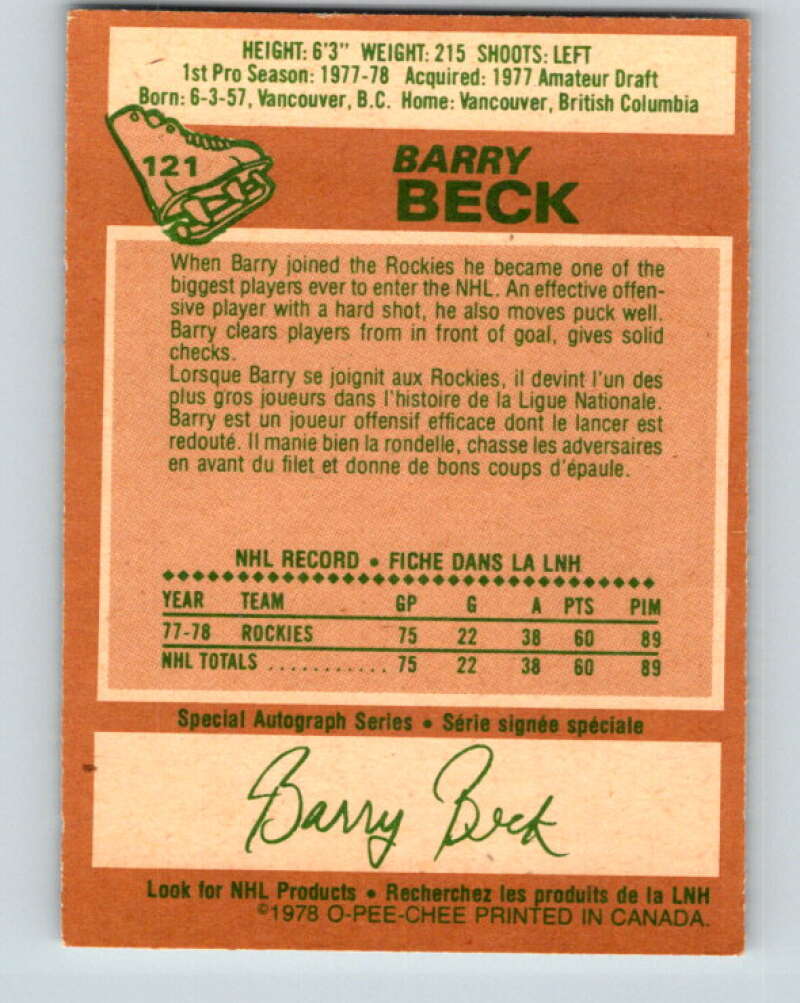 HEIGHT: 6'3" WEIGHT: 215 SHOOTS: LEFT
1st Pro Season: 1977-78 Acquired: 1977 Amateur Draft
Born: 6-3-57, Vancouver, B.C. Home: Vancouver, British Columbia
121
BARRY
BECK
When Barry joined the Rockies he became one of the
biggest players ever to enter the NHL. An effective offen-
sive player with a hard shot, he also moves puck well.
Barry clears players from in front of goal, gives solid
checks.
Lorsque Barry se joignit aux Rockies, il devint l'un des
plus gros joueurs dans l'histoire de la Ligue Nationale.
Barry est un joueur offensif efficace dont le lancer est
redouté. Il manie bien la rondelle, chasse les adversaires
en avant du filet et donne de bons coups d'épaule.
NHL RECORD • FICHE DANS LA LNH
YEAR TEAM GP G A PTS PIM
77-78 ROCKIES 75 22 38 60 89
NHL TOTALS ........... 75 22 38 60 89
Special Autograph Series • Série signée spéciale
Barry Beck
Look for NHL Products • Recherchez les produits de la LNH
©1978 O-PEE-CHEE PRINTED IN CANADA.